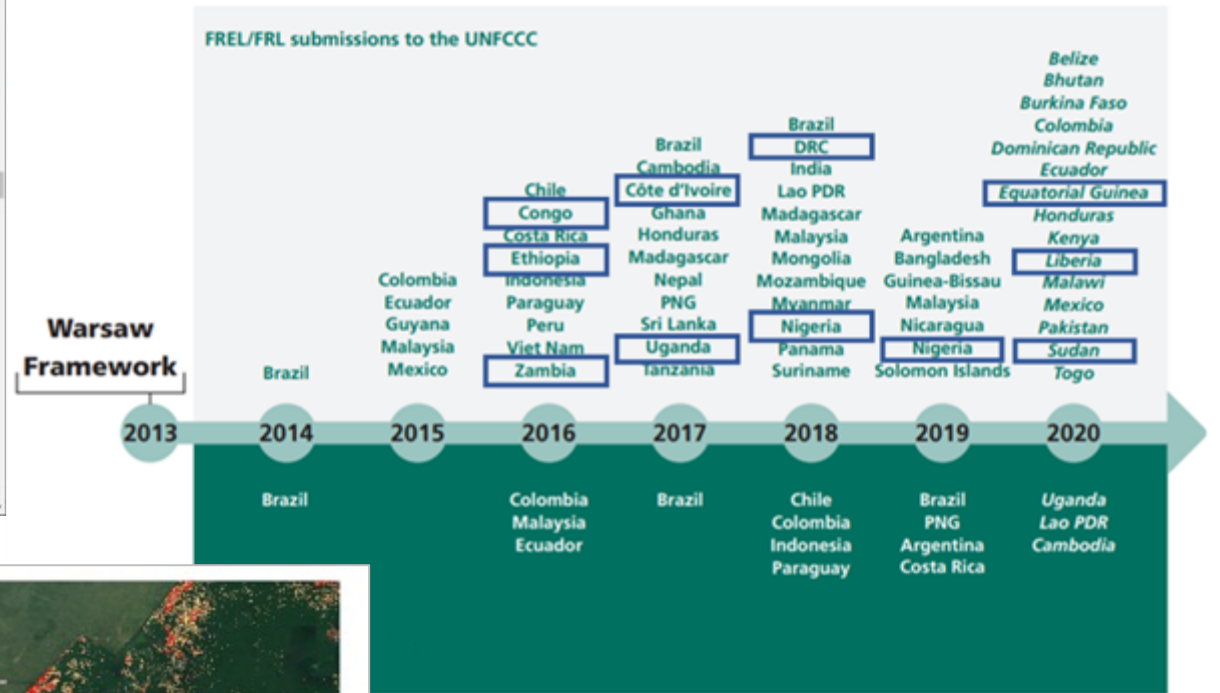 FREL/FRL submissions to the UNFCCC
Warsaw
Framework
2013
2014
2015
2016
2017
2018
2019
2020
Brazil
Colombia
Ecuador
Guyana
Malaysia
Mexico
Chile
Congo
Costa Rica
Ethiopia
Indonesia
Paraguay
Peru
Viet Nam
Zambia
Brazil
Cambodia
Côte d'Ivoire
Ghana
Honduras
Madagascar
Nepal
PNG
Sri Lanka
Uganda
Tanzania
Brazil
DRC
India
Lao PDR
Madagascar
Malaysia
Mongolia
Mozambique
Myanmar
Nigeria
Panama
Suriname
Argentina
Bangladesh
Guinea-Bissau
Malaysia
Nicaragua
Nigeria
Solomon Islands
Belize
Bhutan
Burkina Faso
Colombia
Dominican Republic
Ecuador
Equatorial Guinea
Honduras
Kenya
Liberia
Malawi
Mexico
Pakistan
Sudan
Togo
Brazil
Colombia
Malaysia
Ecuador
Brazil
Chile
Colombia
Indonesia
Paraguay
Brazil
PNG
Argentina
Costa Rica
Uganda
Lao PDR
Cambodia